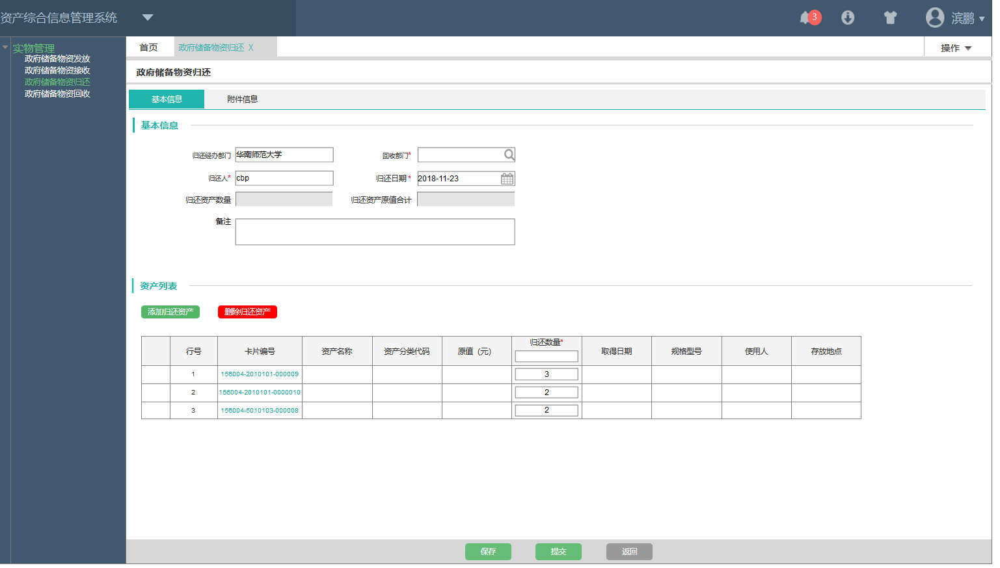 资产综合信息管理系统
3
滨鹏
实物管理
政府储备物资发放
政府储备物资接收
政府储备物资归还
政府储备物资回收
首页
政府储备物资归还 X
操作
政府储备物资归还
基本信息 附件信息
基本信息
归还经办部门 华南师范大学 回收部门*
归还人* cbp 归还日期 * 2018-11-23
归还资产数量 归还资产原值合计
备注
资产列表
添加归还资产 删除归还资产
行号 卡片编号 资产名称 资产分类代码 原值（元） 归还数量* 取得日期 规格型号 使用人 存放地点
1 156004-2010101-000009 3
2 156004-2010101-0000010 2
3 156004-5010103-000008 2
保存 提交 返回